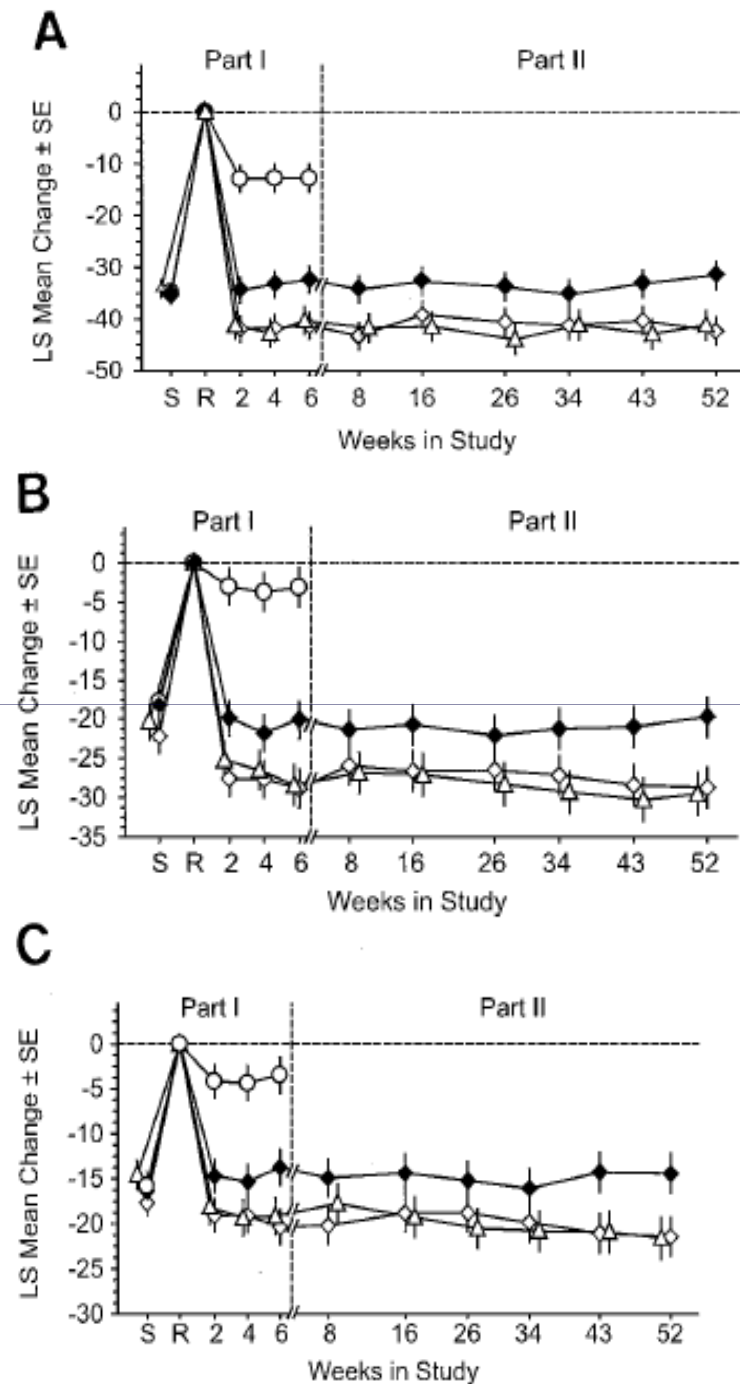 A
Part I Part II
LS Mean Change ± SE
0
-10
-20
-30
-40
-50
S R 2 4 6 8 16 26 34 43 52
Weeks in Study
B
Part I Part II
LS Mean Change ± SE
0
-5
-10
-15
-20
-25
-30
-35
S R 2 4 6 8 16 26 34 43 52
Weeks in Study
C
Part I Part II
LS Mean Change ± SE
0
-5
-10
-15
-20
-25
-30
S R 2 4 6 8 16 26 34 43 52
Weeks in Study